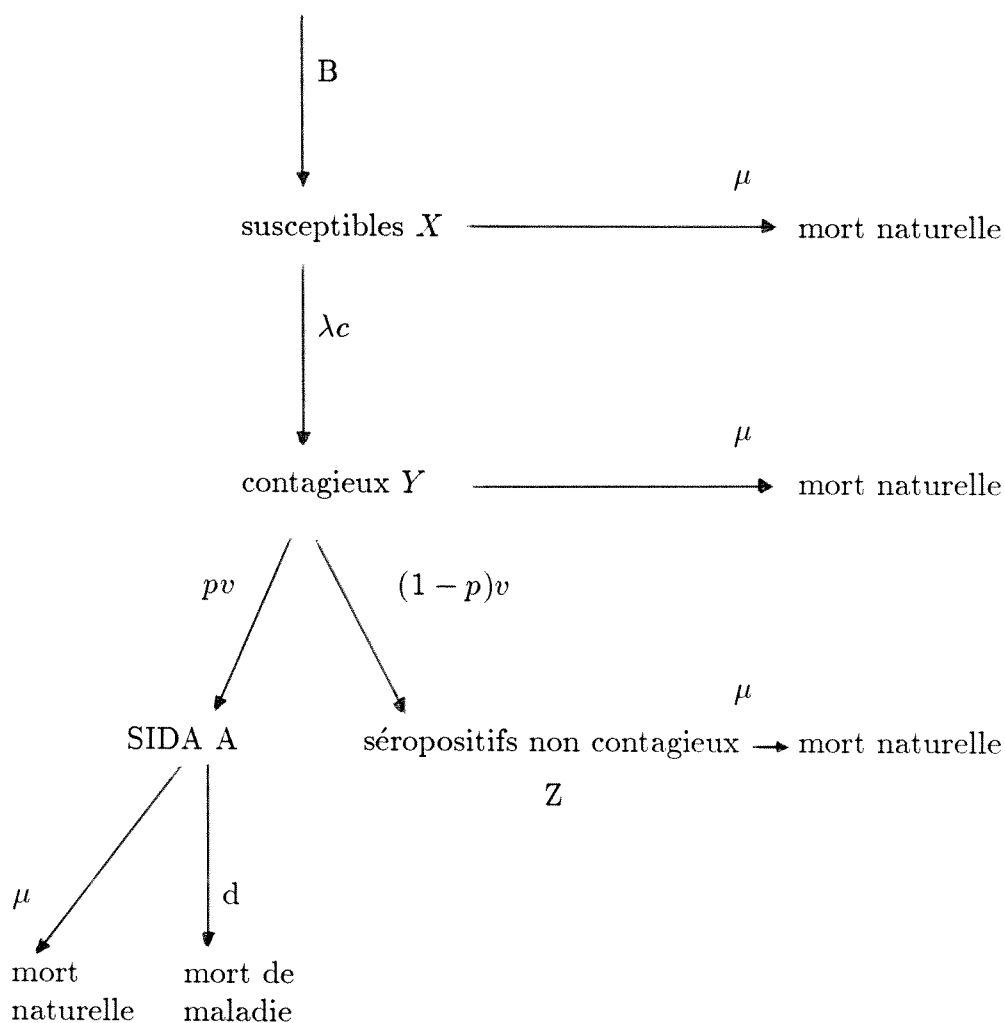 B
μ
susceptibles X
mort naturelle
λc
μ
contagieux Y
mort naturelle
pv
(1 − p)v
μ
SIDA A
séropositifs non contagieux
mort naturelle
Z
μ
d
mort
naturelle
mort de
maladie